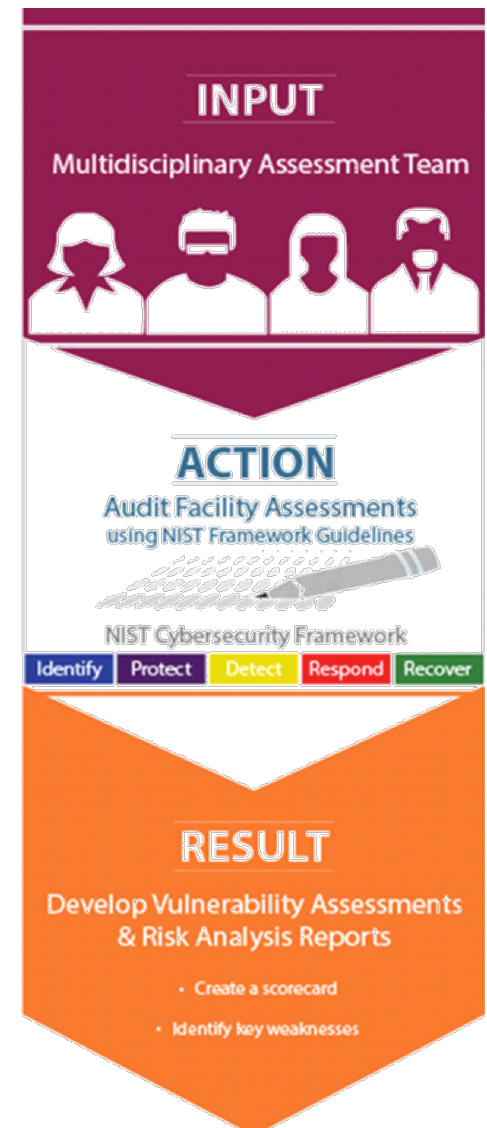 INPUT
Multidisciplinary Assessment Team
ACTION
Audit Facility Assessments
using NIST Framework Guidelines
NIST Cybersecurity Framework
Identify Protect Detect Respond Recover
RESULT
Develop Vulnerability Assessments
& Risk Analysis Reports
• Create a scorecard
• Identify key weaknesses